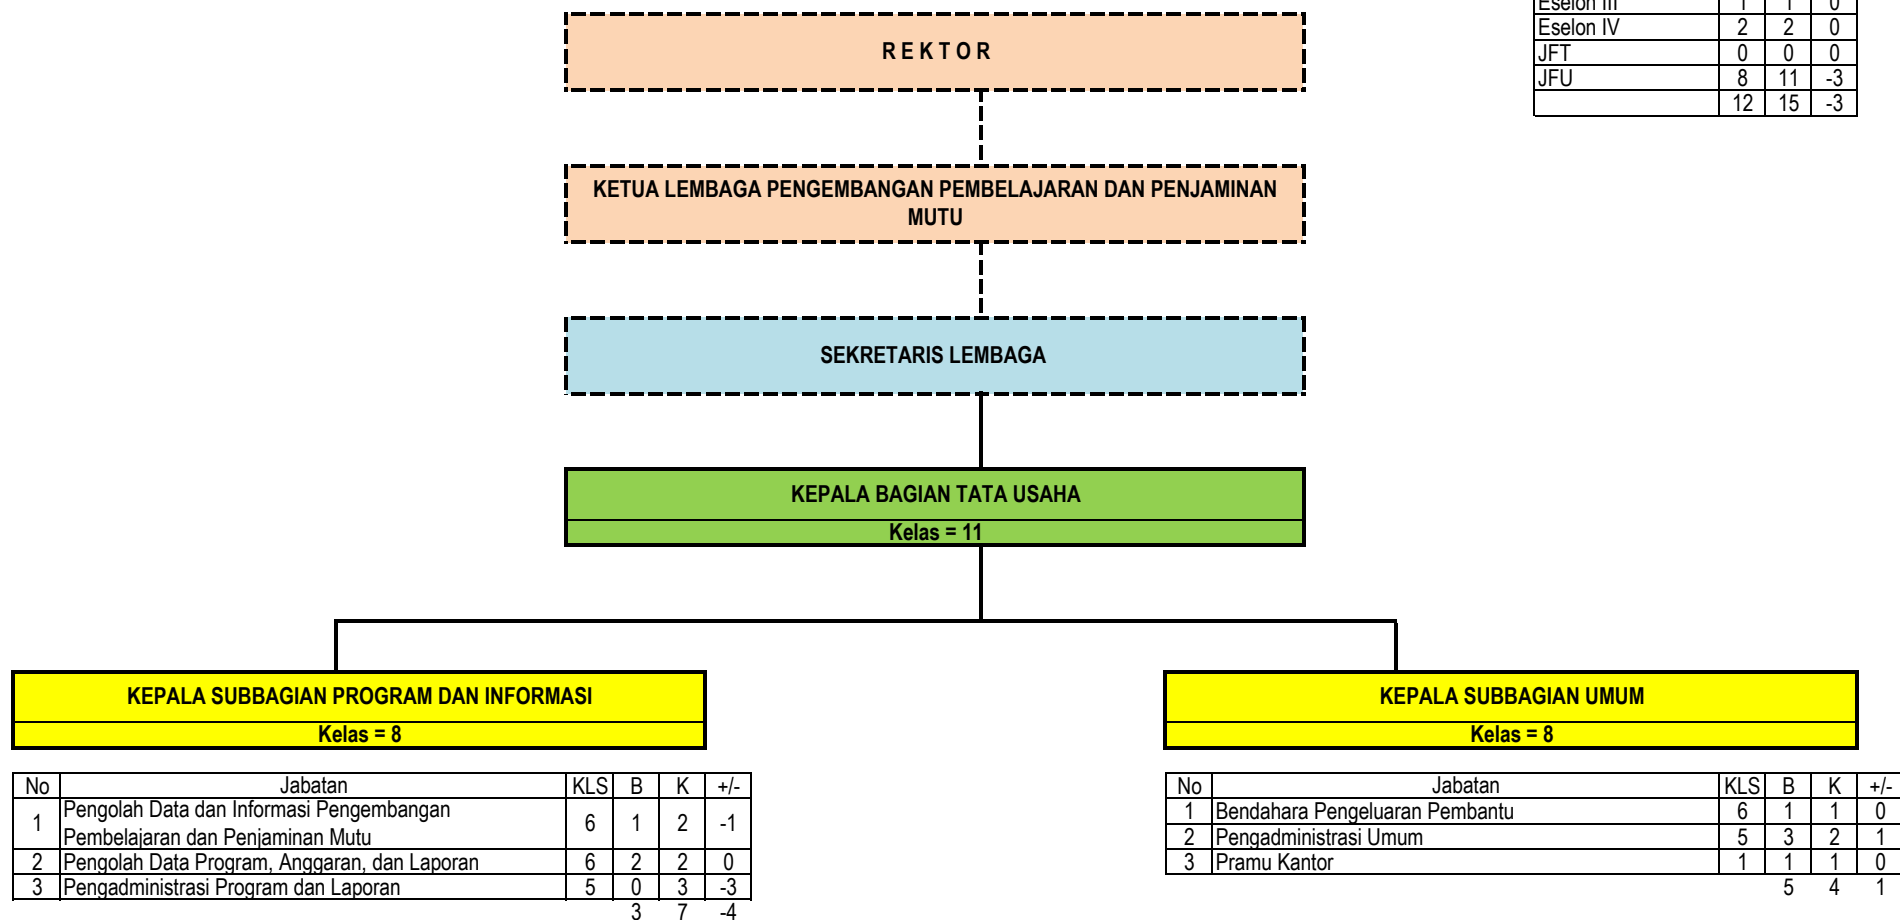 Eselon III 1 1 0
Eselon IV 2 2 0
JFT 0 0 0
JFU 8 11 -3
12 15 -3
R E K T O R
KETUA LEMBAGA PENGEMBANGAN PEMBELAJARAN DAN PENJAMINAN
MUTU
SEKRETARIS LEMBAGA
KEPALA BAGIAN TATA USAHA
Kelas = 11
KEPALA SUBBAGIAN PROGRAM DAN INFORMASI
Kelas = 8
No Jabatan KLS B K +/-
1 Pengolah Data dan Informasi Pengembangan
Pembelajaran dan Penjaminan Mutu 6 1 2 -1
2 Pengolah Data Program, Anggaran, dan Laporan 6 2 2 0
3 Pengadministrasi Program dan Laporan 5 0 3 -3
3 7 -4
KEPALA SUBBAGIAN UMUM
Kelas = 8
No Jabatan KLS B K +/-
1 Bendahara Pengeluaran Pembantu 6 1 1 0
2 Pengadministrasi Umum 5 3 2 1
3 Pramu Kantor 1 1 1 0
5 4 1